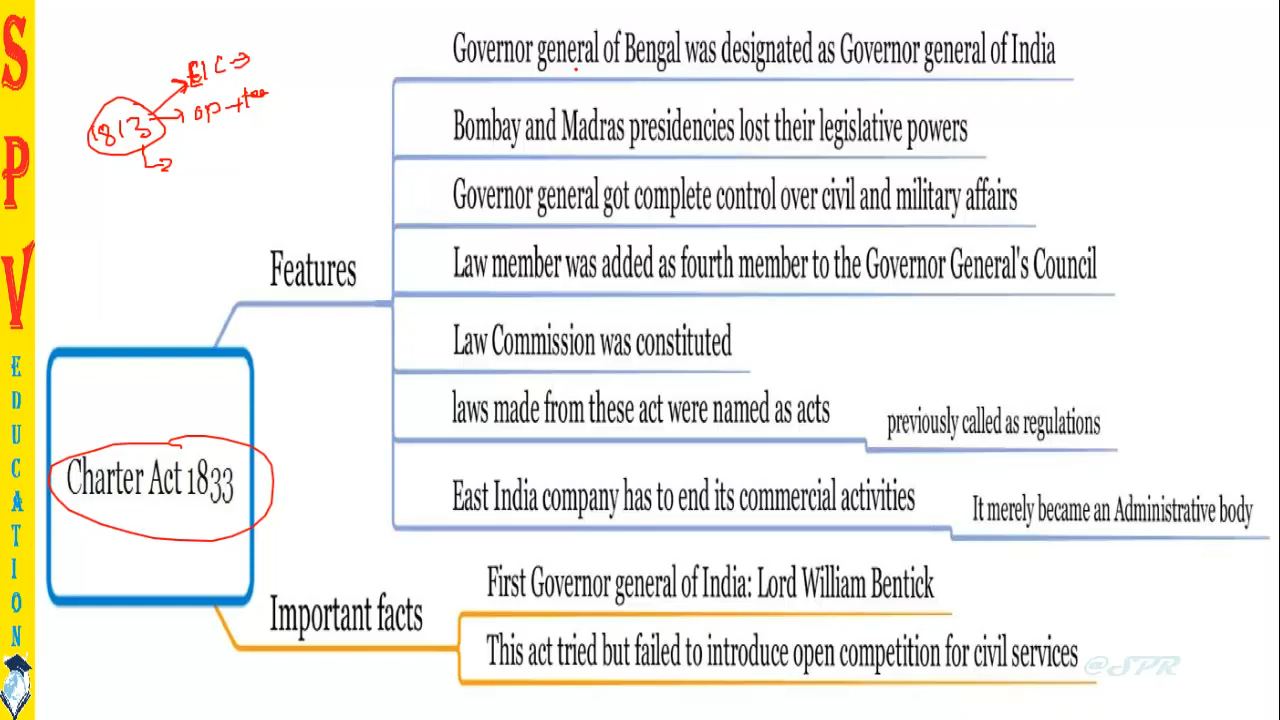 SPV EDUCATION
1813
EIC
op → tea
Governor general of Bengal was designated as Governor general of India
Bombay and Madras presidencies lost their legislative powers
Governor general got complete control over civil and military affairs
Features
Law member was added as fourth member to the Governor General's Council
Law Commission was constituted
laws made from these act were named as acts
previously called as regulations
Charter Act 1833
East India company has to end its commercial activities
It merely became an Administrative body
First Governor general of India: Lord William Bentick
Important facts
This act tried but failed to introduce open competition for civil services
@SPR